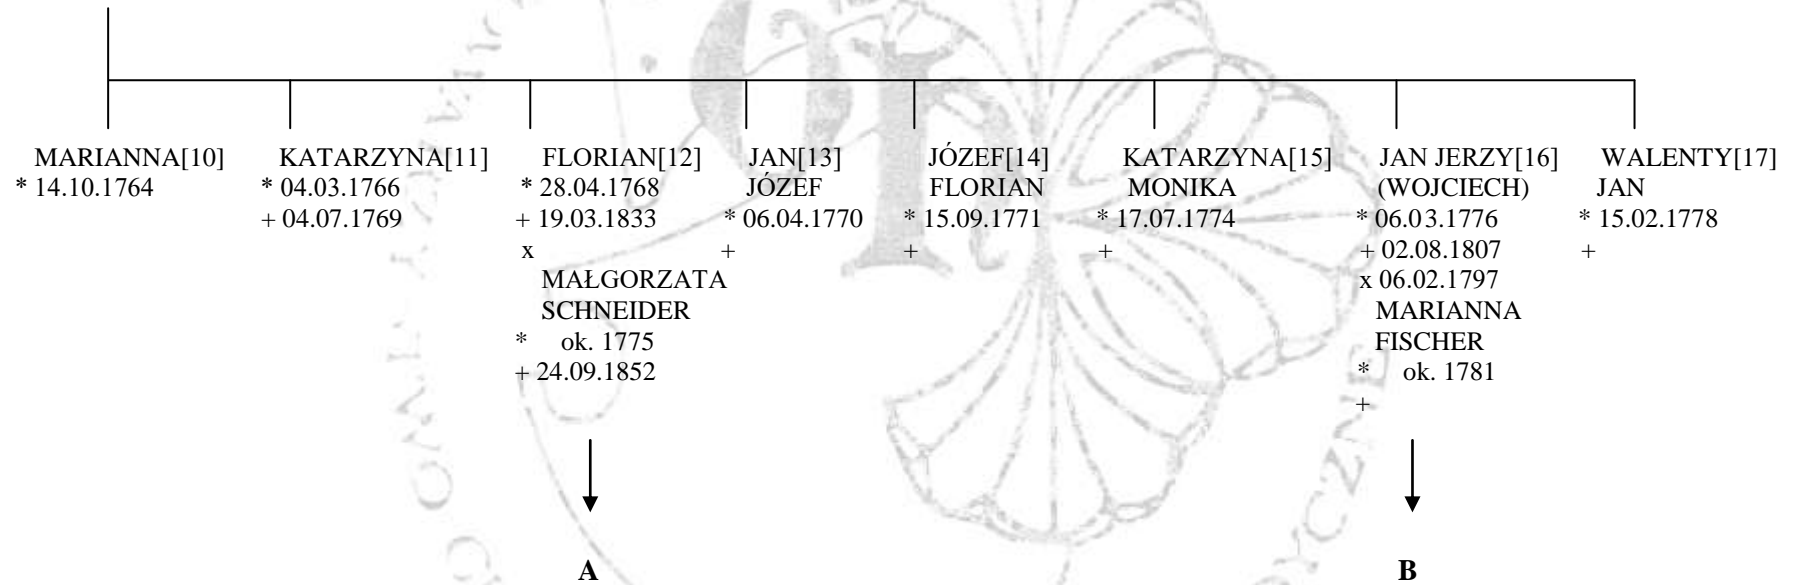 MARIANNA[10]
* 14.10.1764
KATARZYNA[11]
* 04.03.1766
+ 04.07.1769
FLORIAN[12]
* 28.04.1768
+ 19.03.1833
x
MAŁGORZATA
SCHNEIDER
* ok. 1775
+ 24.09.1852
A
JAN[13]
JÓZEF
* 06.04.1770
+
JÓZEF[14]
FLORIAN
* 15.09.1771
+
KATARZYNA[15]
MONIKA
* 17.07.1774
+
JAN JERZY[16]
(WOJCIECH)
* 06.03.1776
+ 02.08.1807
x 06.02.1797
MARIANNA
FISCHER
* ok. 1781
+
B
WALENTY[17]
JAN
* 15.02.1778
+